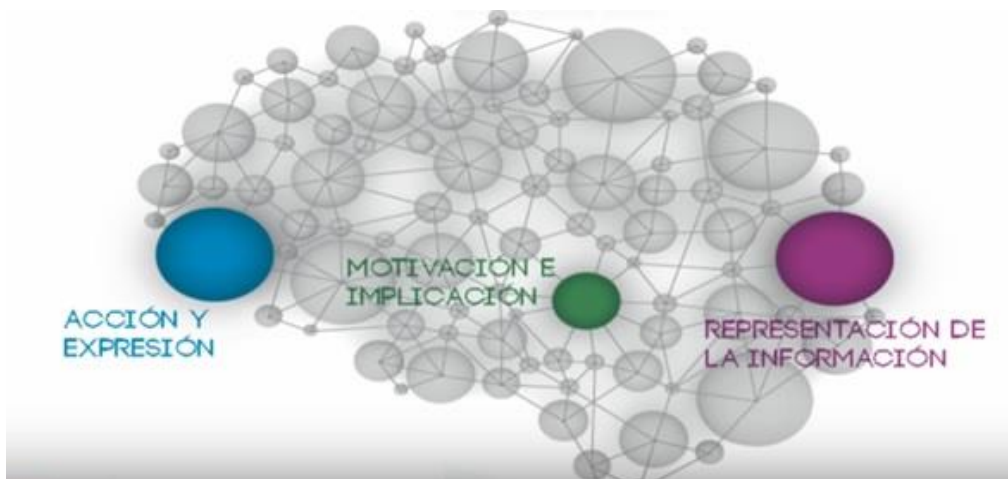 MOTIVACIÓN E
IMPLICACIÓN
ACCIÓN Y
EXPRESIÓN
REPRESENTACIÓN DE
LA INFORMACIÓN